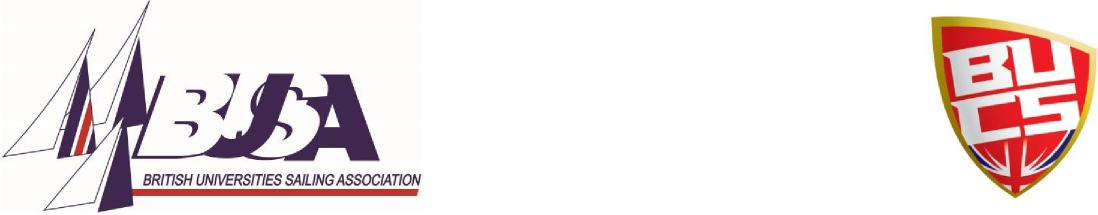 BUSA
BRITISH UNIVERSITIES SAILING ASSOCIATION
BU
CS